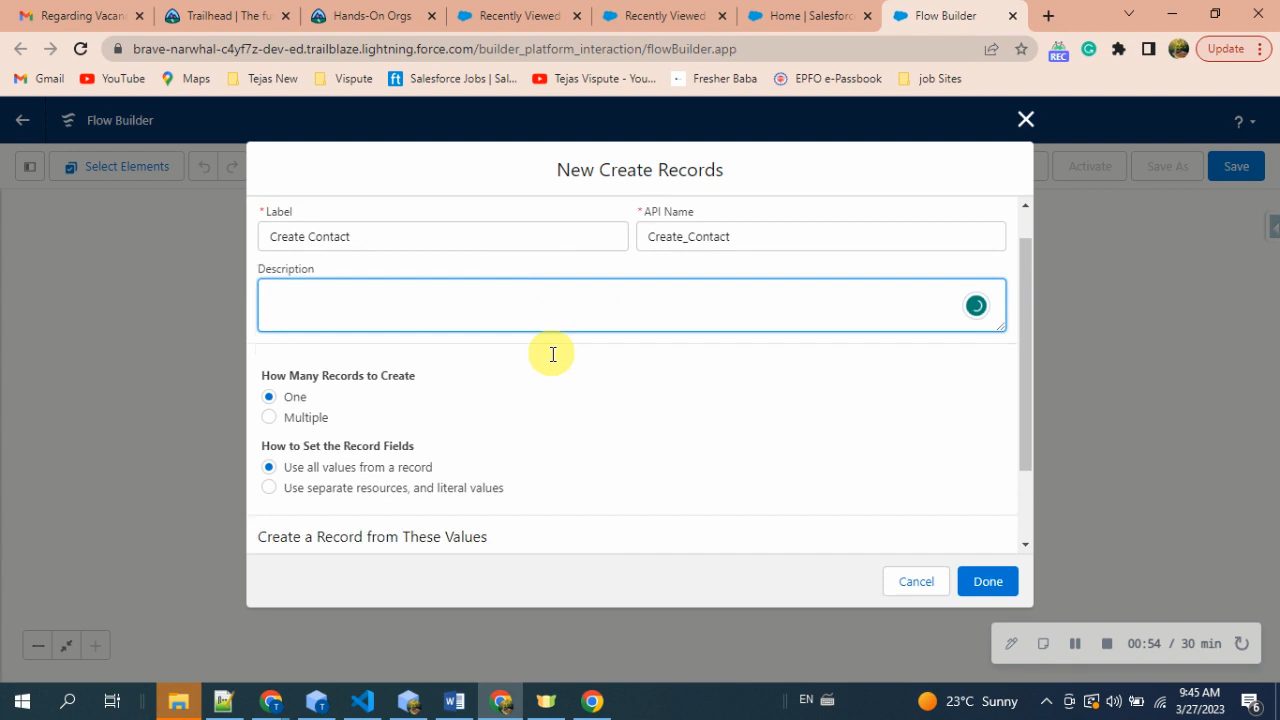 Regarding Vacan
Trailhead | The fu
Hands-On Orgs
Recently Viewed
Recently Viewed
Home | Salesforc
Flow Builder
brave-narwhal-c4yf7z-dev-ed.trailblaze.lightning.force.com/builder_platform_interaction/flowBuilder.app
REC
Update
Gmail
YouTube
Maps
Tejas New
Vispute
Salesforce Jobs | Sal...
Tejas Vispute - You...
Fresher Baba
EPFO e-Passbook
job Sites
Flow Builder
?
New Create Records
Select Elements
Activate
Save As
Save
* Label
* API Name
Create Contact
Create_Contact
Description
How Many Records to Create
One
Multiple
How to Set the Record Fields
Use all values from a record
Use separate resources, and literal values
Create a Record from These Values
Cancel
Done
00:54 / 30 min
EN
23°C Sunny
9:45 AM
3/27/2023
6